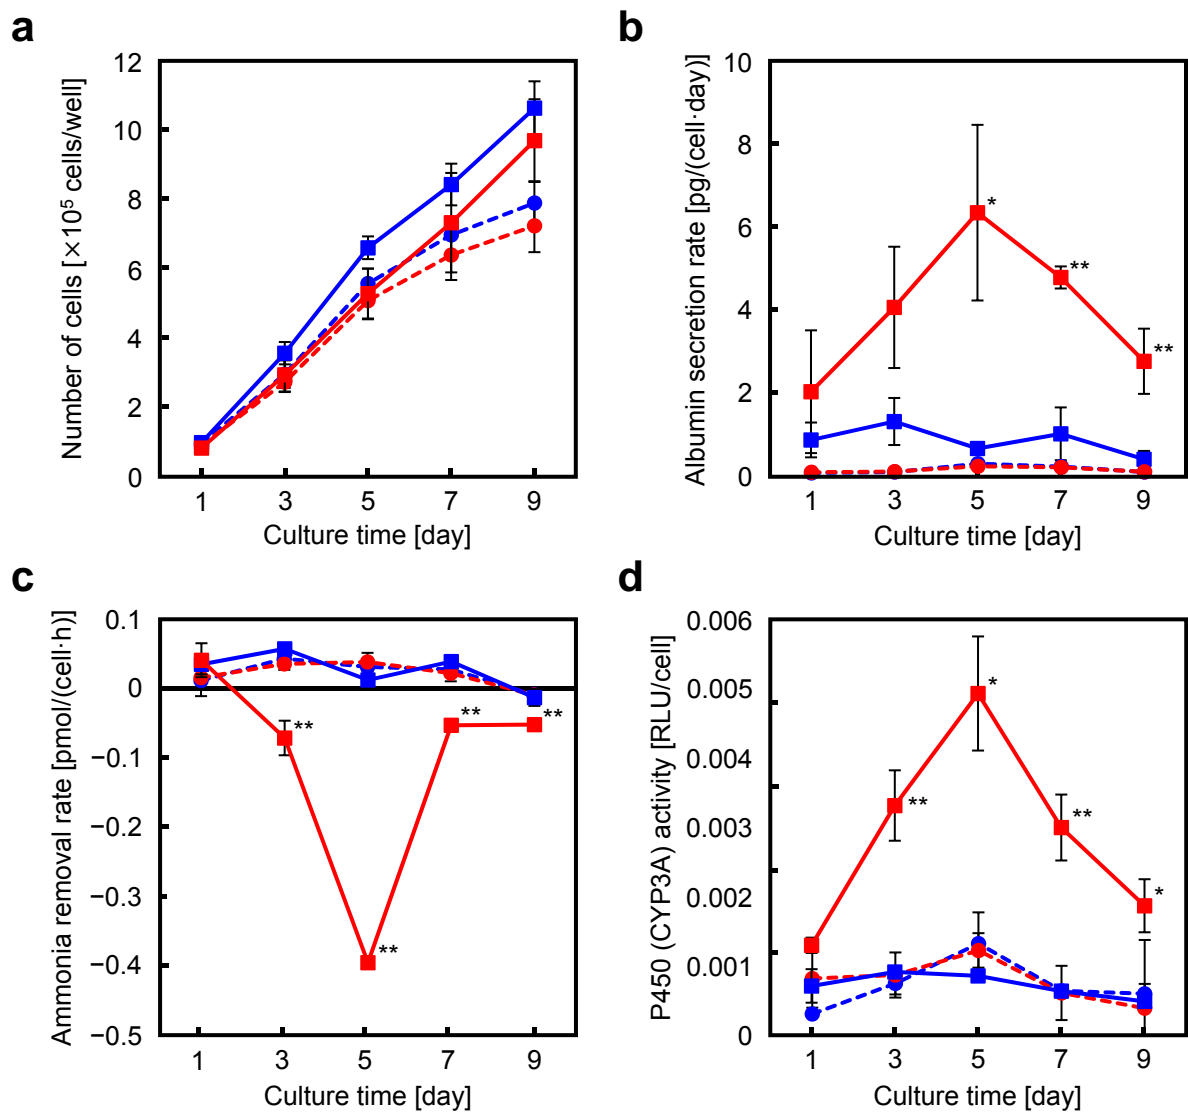 a
Number of cells [×10⁵ cells/well]
12
10
8
6
4
2
0
1 3 5 7 9
Culture time [day]
b
Albumin secretion rate [pg/(cell·day)]
10
8
6
4
2
0
*
**
**
1 3 5 7 9
Culture time [day]
c
Ammonia removal rate [pmol/(cell·h)]
0.1
0
−0.1
−0.2
−0.3
−0.4
−0.5
**
**
**
**
1 3 5 7 9
Culture time [day]
d
P450 (CYP3A) activity [RLU/cell]
0.006
0.005
0.004
0.003
0.002
0.001
0
**
*
**
*
1 3 5 7 9
Culture time [day]